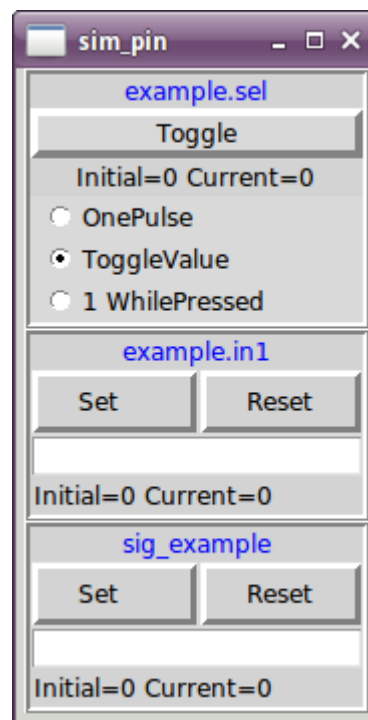 sim_pin
example.sel
Toggle
Initial=0 Current=0
OnePulse
ToggleValue
1 WhilePressed
example.in1
Set Reset
Initial=0 Current=0
sig_example
Set Reset
Initial=0 Current=0